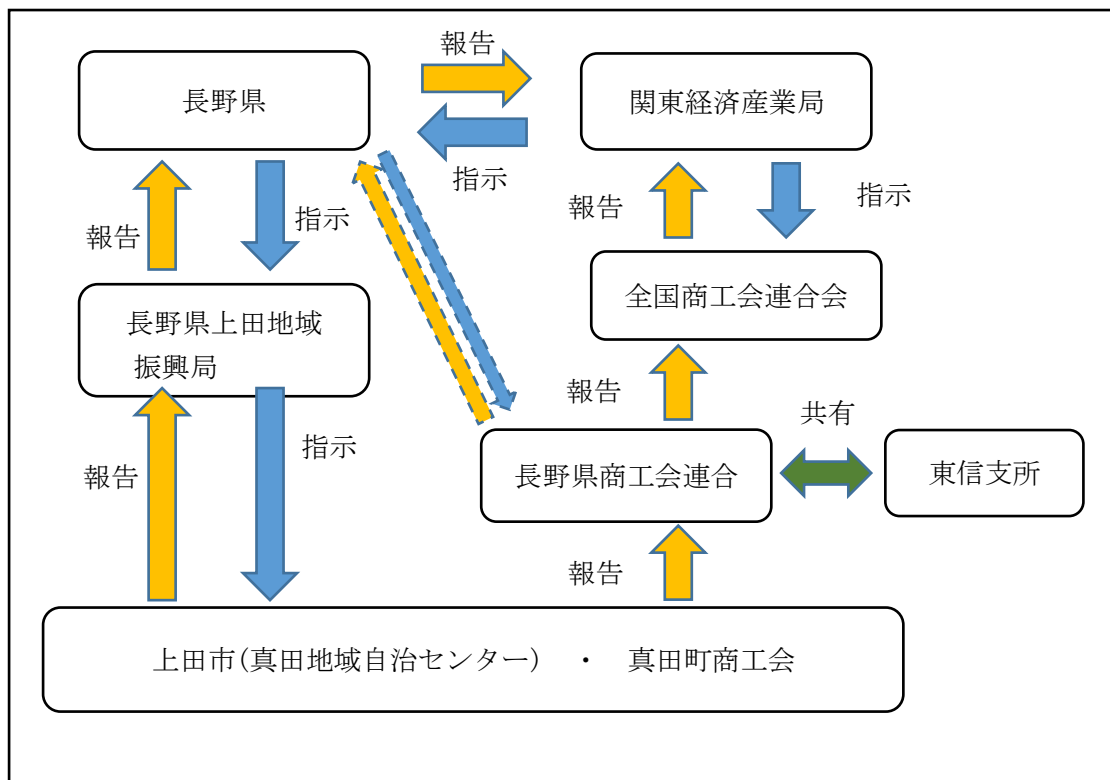 報告
長野県
関東経済産業局
指示
報告
指示
報告
指示
全国商工会連合会
長野県上田地域
振興局
報告
共有
指示
報告
長野県商工会連合
東信支所
報告
上田市(真田地域自治センター) ・ 真田町商工会